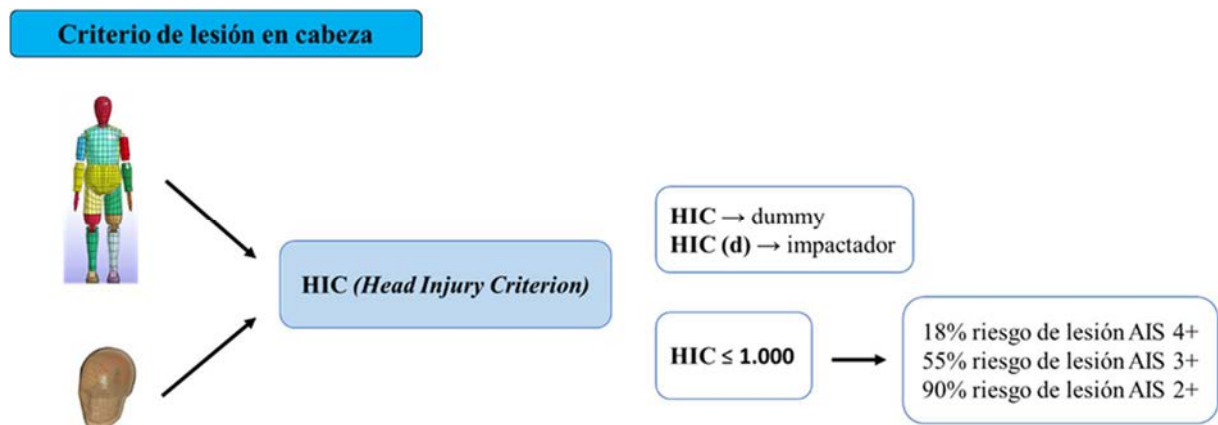 Criterio de lesión en cabeza
HIC (Head Injury Criterion)
HIC → dummy
HIC (d) → impactador
HIC ≤ 1.000
18% riesgo de lesión AIS 4+
55% riesgo de lesión AIS 3+
90% riesgo de lesión AIS 2+